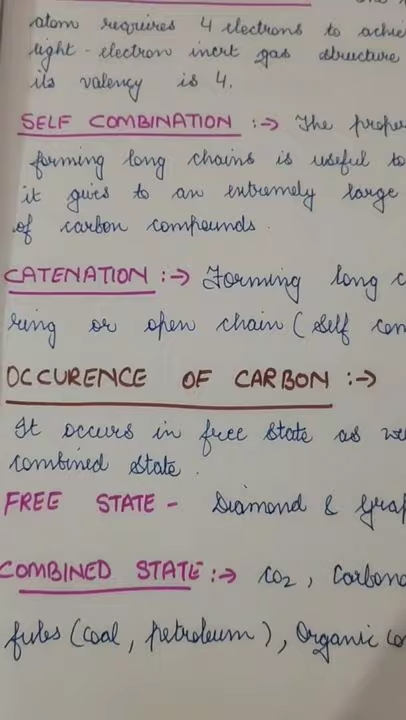 atom requires 4 electrons to achie
eight-electron inert gas structure
its valency is 4.
SELF COMBINATION :→ The proper
forming long chains is useful to
it gives to an extremely large
of carbon compounds.
CATENATION :→ Forming long c
ring or open chain (self com
OCCURENCE OF CARBON :→
It occurs in free state as we
combined state.
FREE STATE - Diamond & grap
COMBINED STATE :→ CO2, Carbona
fules (coal, petroleum), Organic co